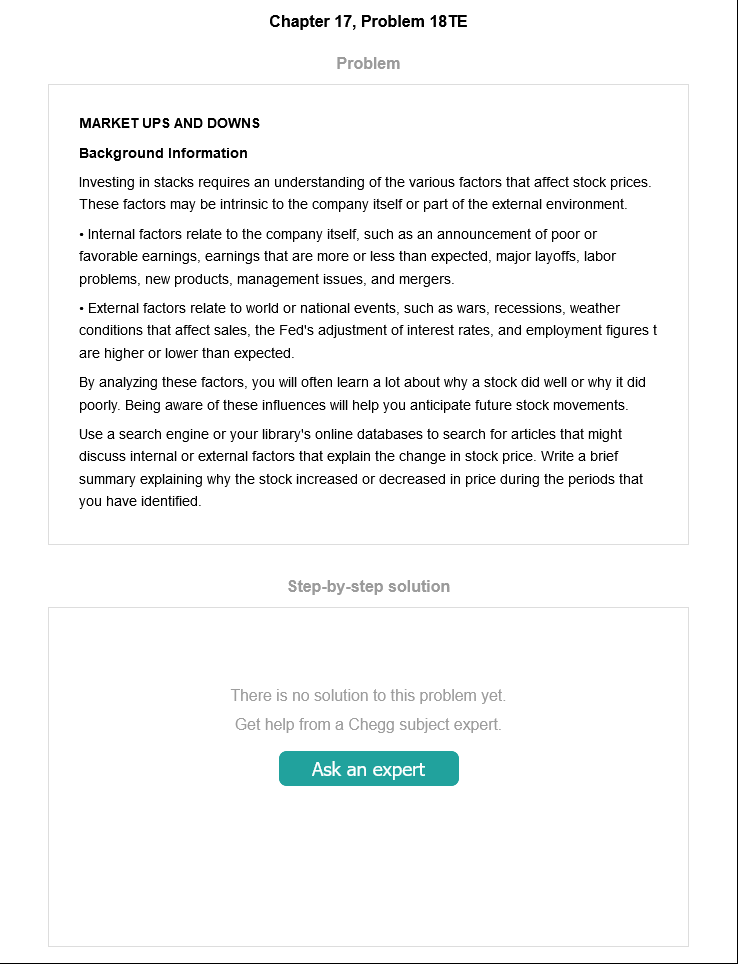 Chapter 17, Problem 18TE
Problem
MARKET UPS AND DOWNS
Background Information
Investing in stacks requires an understanding of the various factors that affect stock prices.
These factors may be intrinsic to the company itself or part of the external environment.
• Internal factors relate to the company itself, such as an announcement of poor or
favorable earnings, earnings that are more or less than expected, major layoffs, labor
problems, new products, management issues, and mergers.
• External factors relate to world or national events, such as wars, recessions, weather
conditions that affect sales, the Fed's adjustment of interest rates, and employment figures t
are higher or lower than expected.
By analyzing these factors, you will often learn a lot about why a stock did well or why it did
poorly. Being aware of these influences will help you anticipate future stock movements.
Use a search engine or your library's online databases to search for articles that might
discuss internal or external factors that explain the change in stock price. Write a brief
summary explaining why the stock increased or decreased in price during the periods that
you have identified.
Step-by-step solution
There is no solution to this problem yet.
Get help from a Chegg subject expert.
Ask an expert